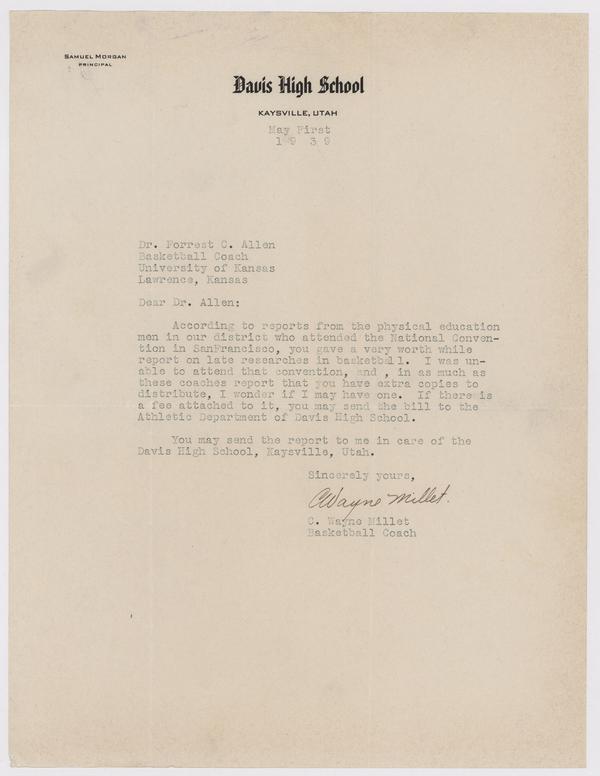 SAMUEL MORGAN
PRINCIPAL
Davis High School
KAYSVILLE, UTAH
May First
1939
Dr. Forrest C. Allen
Basketball Coach
University of Kansas
Lawrence, Kansas
Dear Dr. Allen:
According to reports from the physical education
men in our district who attended the National Conven-
tion in SanFrancisco, you gave a very worth while
report on late researches in basketball. I was un-
able to attend that convention, and , in as much as
these coaches report that you have extra copies to
distribute, I wonder if I may have one. If there is
a fee attached to it, you may send the bill to the
Athletic Department of Davis High School.
You may send the report to me in care of the
Davis High School, Kaysville, Utah.
Sincerely yours,
C Wayne Millet.
C. Wayne Millet
Basketball Coach